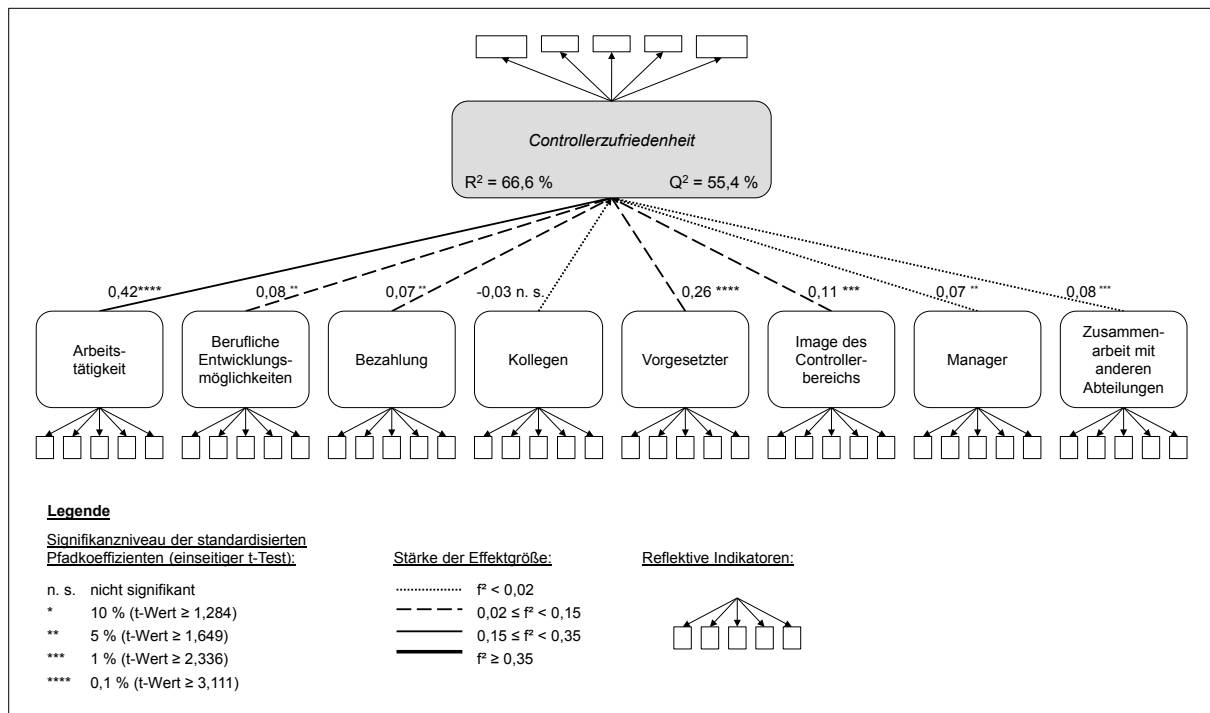 Controllerzufriedenheit
R² = 66,6 %
Q² = 55,4 %
0,42****
0,08 **
0,07 **
-0,03 n. s.
0,26 ****
0,11 ***
0,07 **
0,08 ***
Arbeits-
tätigkeit
Berufliche
Entwicklungs-
möglichkeiten
Bezahlung
Kollegen
Vorgesetzter
Image des
Controller-
bereichs
Manager
Zusammen-
arbeit mit
anderen
Abteilungen
Legende
Signifikanzniveau der standardisierten
Pfadkoeffizienten (einseitiger t-Test):
n. s. nicht signifikant
* 10 % (t-Wert ≥ 1,284)
** 5 % (t-Wert ≥ 1,649)
*** 1 % (t-Wert ≥ 2,336)
**** 0,1 % (t-Wert ≥ 3,111)
Stärke der Effektgröße:
f² < 0,02
0,02 ≤ f² < 0,15
0,15 ≤ f² < 0,35
f² ≥ 0,35
Reflektive Indikatoren: